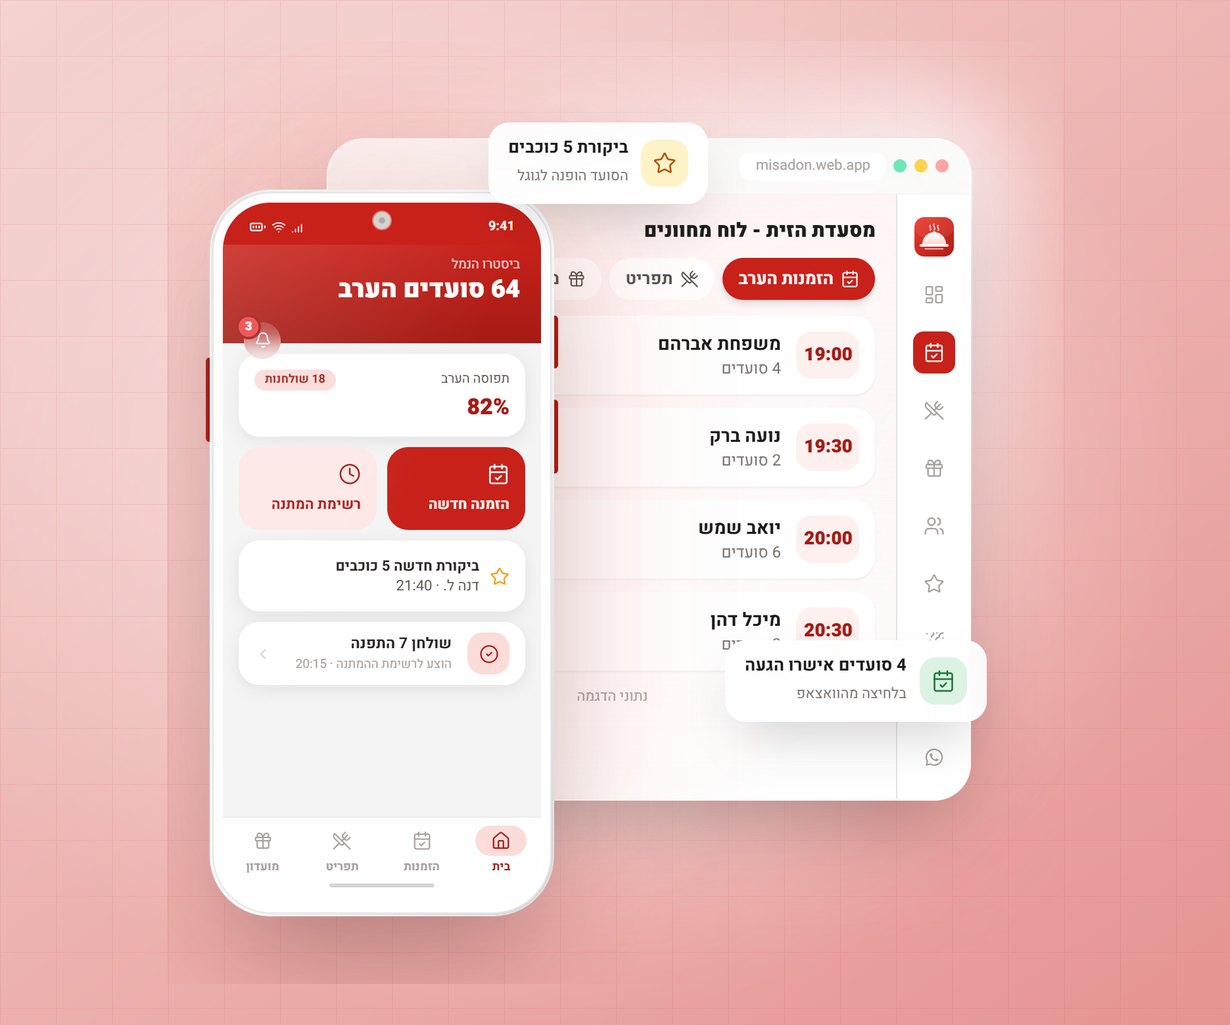 ביקורת 5 כוכבים
הסועד הופנה לגוגל
misadon.web.app
מסעדת הזית - לוח מחוונים
הזמנות הערב
תפריט
19:00
משפחת אברהם
4 סועדים
19:30
נועה ברק
2 סועדים
20:00
יואב שמש
6 סועדים
20:30
מיכל דהן
4 סועדים אישרו הגעה
בלחיצה מהוואצאפ
נתוני הדגמה
9:41
ביסטרו הנמל
64 סועדים הערב
3
תפוסה הערב
18 שולחנות
82%
הזמנה חדשה
רשימת המתנה
ביקורת חדשה 5 כוכבים
דנה ל. · 21:40
שולחן 7 התפנה
הוצע לרשימת ההמתנה · 20:15
בית
הזמנות
תפריט
מועדון